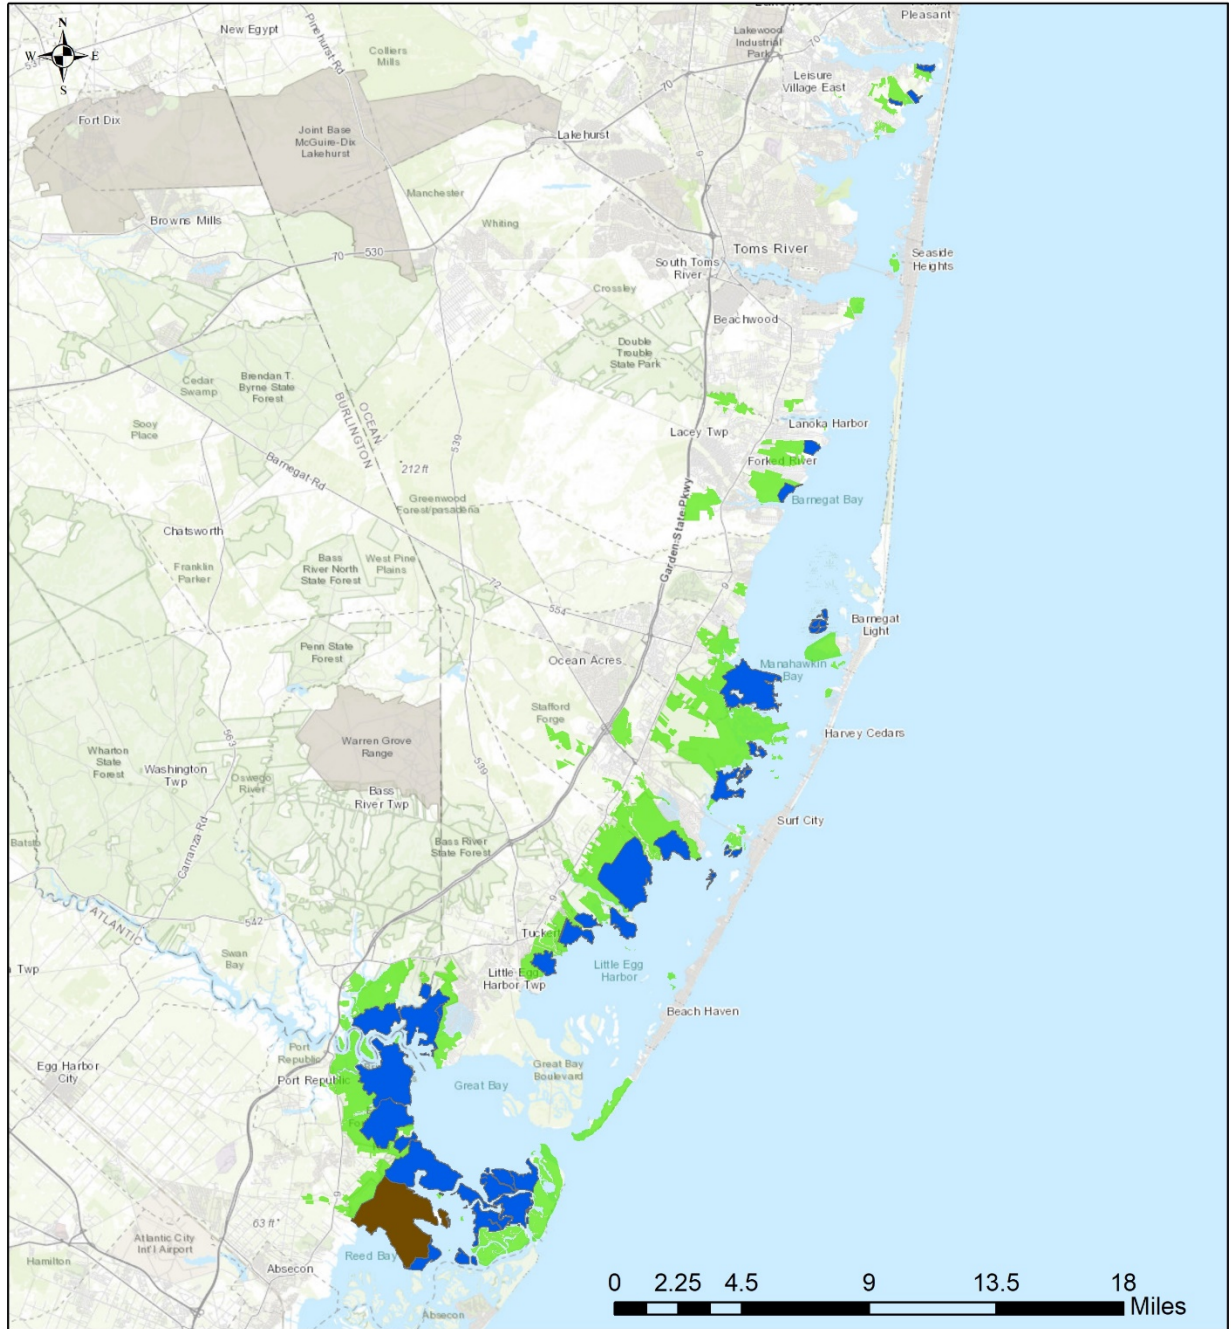 Pleasant
Lakewood
Industrial
Park
70
N
W
E
S
New Egypt
Pinehurst Rd
Colliers
Mills
537
Leisure
Village East
70
Fort Dix
Joint Base
McGuire-Dix
Lakehurst
Lakehurst
9
Manchester
Browns Mills
Whiting
70
530
Toms River
South Toms
River
Seaside
Heights
Crossley
Beachwood
Double
Trouble
State Park
Cedar
Swamp
Brendan T.
Byrne State
Forest
OCEAN
BURLINGTON
Sooy
Place
539
Lacey Twp
Lanoka Harbor
Barnegat Rd
212 ft
Forked River
Greenwood
Forest/pasadena
Barnegat Bay
Chatsworth
Garden State Pkwy
Franklin
Parker
Bass
River North
State Forest
West Pine
Plains
72
554
9
Barnegat
Light
Penn State
Forest
Ocean Acres
Manahawkin
Bay
Stafford
Forge
563
Warren Grove
Range
Harvey Cedars
Wharton
State
Forest
Washington
Twp
Oswego
River
539
Bass
River Twp
Surf City
Batsto
Carranza Rd
Bass River
State Forest
9
ATLANTIC
542
Swan
Bay
Little Egg
Harbor Twp
Little Egg
Harbor
Beach Haven
Port
Republic
Egg Harbor
City
Port Republic
Great Bay
Great Bay
Boulevard
9
63 ft
Atlantic City
Int'l Airport
Reed Bay
Hamilton
Absecon
Absecon
0 2.25 4.5 9 13.5 18
Miles